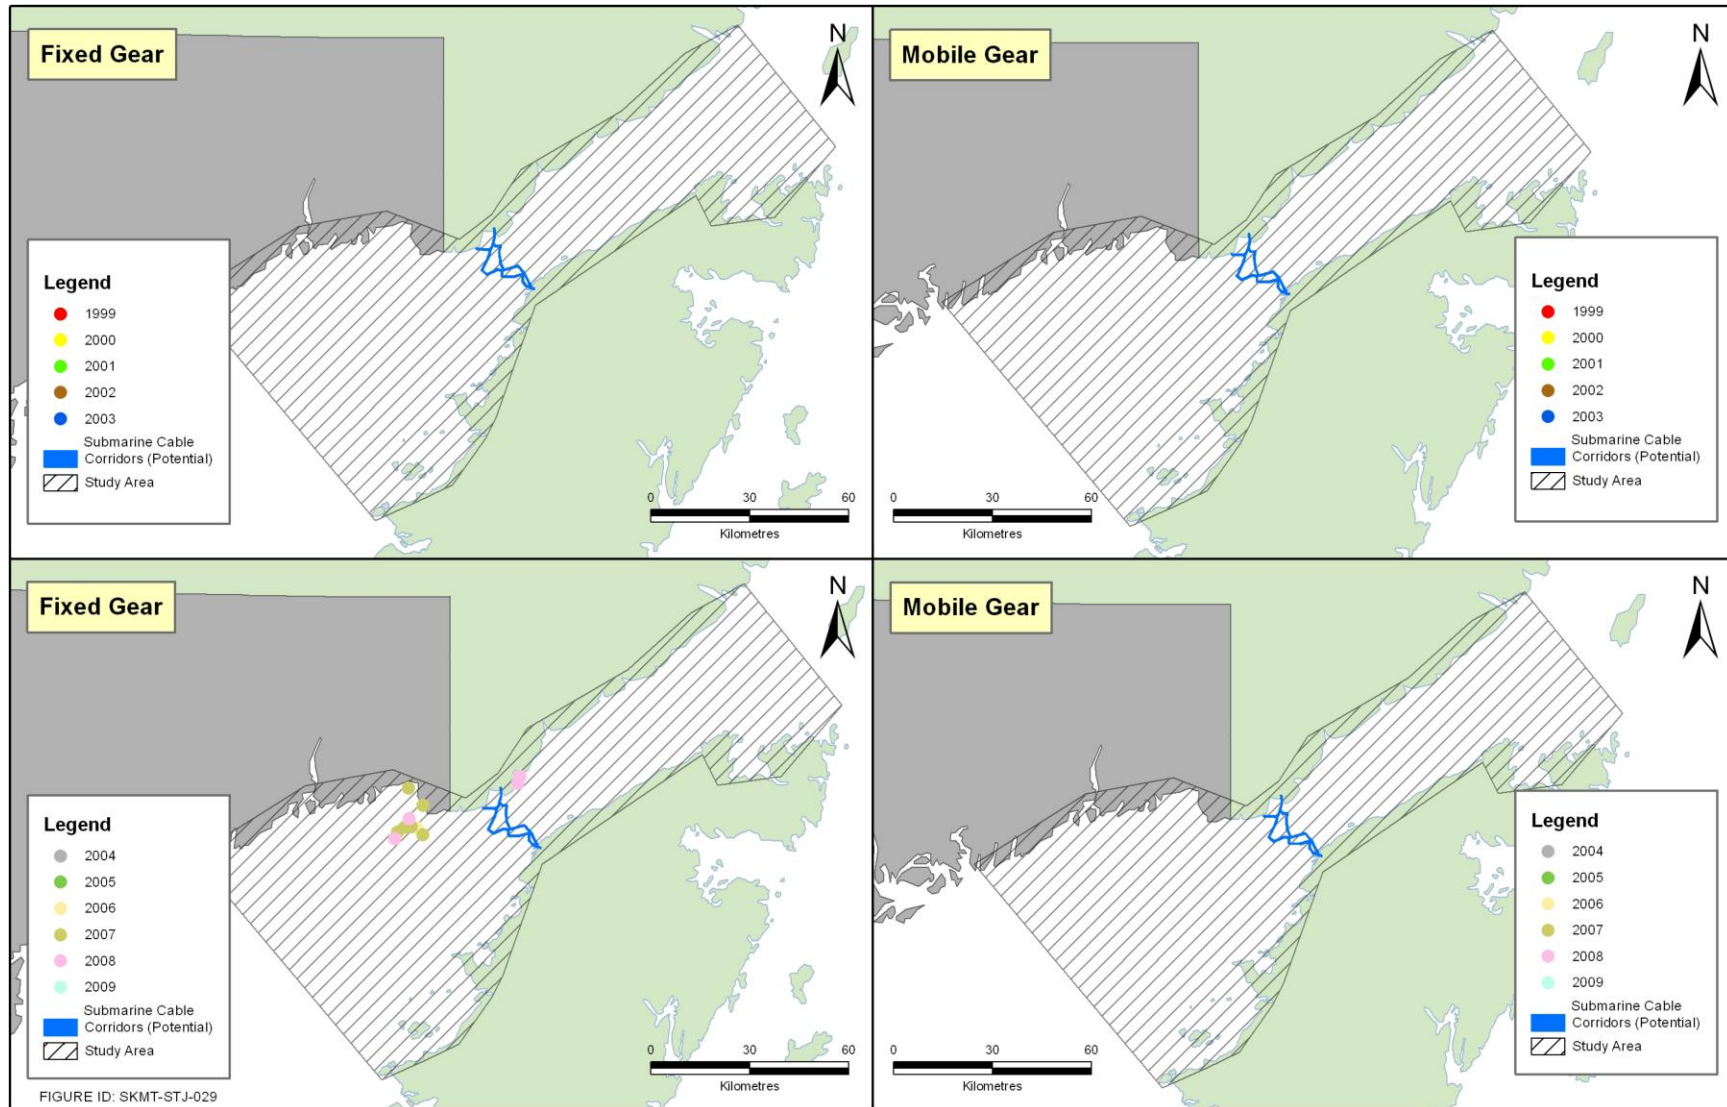 Fixed Gear
N
Legend
1999
2000
2001
2002
2003
Submarine Cable
Corridors (Potential)
Study Area
0 30 60
Kilometres
Mobile Gear
N
Legend
1999
2000
2001
2002
2003
Submarine Cable
Corridors (Potential)
Study Area
0 30 60
Kilometres
Fixed Gear
N
Legend
2004
2005
2006
2007
2008
2009
Submarine Cable
Corridors (Potential)
Study Area
0 30 60
Kilometres
FIGURE ID: SKMT-STJ-029
Mobile Gear
N
Legend
2004
2005
2006
2007
2008
2009
Submarine Cable
Corridors (Potential)
Study Area
0 30 60
Kilometres